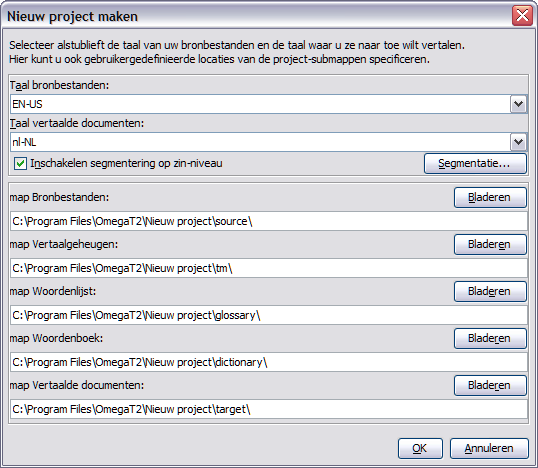 Nieuw project maken
Selecteer alstublieft de taal van uw bronbestanden en de taal waar u ze naar toe wilt vertalen.
Hier kunt u ook gebruikergedefinieerde locaties van de project-submappen specificeren.
Taal bronbestanden:
EN-US
Taal vertaalde documenten:
nl-NL
Inschakelen segmentering op zin-niveau
Segmentatie...
map Bronbestanden:
Bladeren
C:\Program Files\OmegaT2\Nieuw project\source\
map Vertaalgeheugen:
Bladeren
C:\Program Files\OmegaT2\Nieuw project\tm\
map Woordenlijst:
Bladeren
C:\Program Files\OmegaT2\Nieuw project\glossary\
map Woordenboek:
Bladeren
C:\Program Files\OmegaT2\Nieuw project\dictionary\
map Vertaalde documenten:
Bladeren
C:\Program Files\OmegaT2\Nieuw project\target\
OK
Annuleren